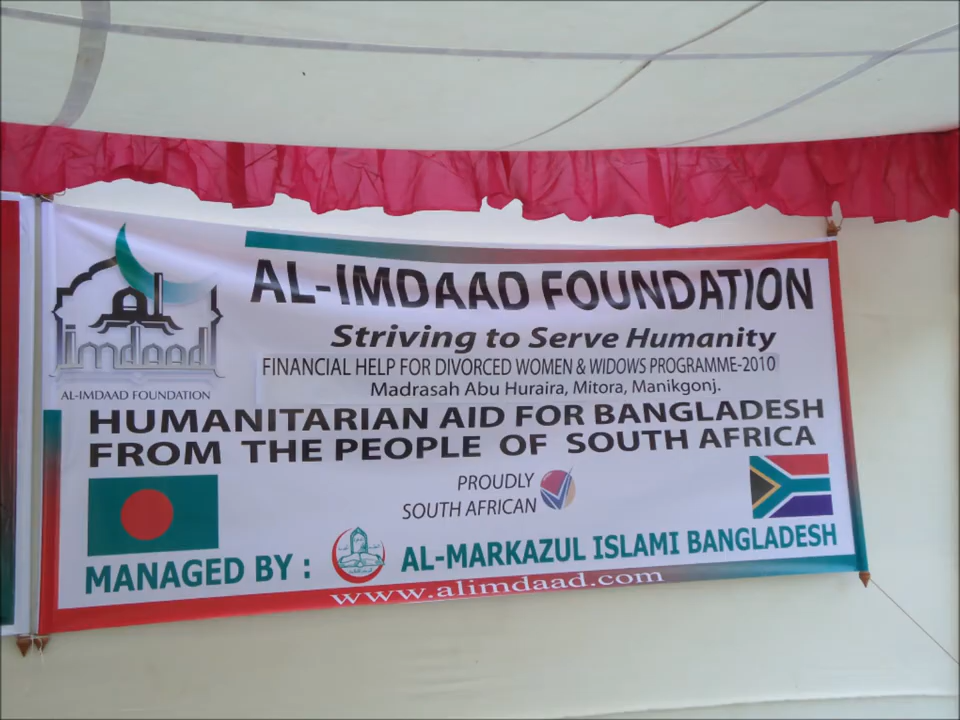 AL-IMDAAD FOUNDATION
Striving to Serve Humanity
FINANCIAL HELP FOR DIVORCED WOMEN & WIDOWS PROGRAMME-2010
Madrasah Abu Huraira, Mitora, Manikgonj.
al
imdaad
AL-IMDAAD FOUNDATION
HUMANITARIAN AID FOR BANGLADESH
FROM THE PEOPLE OF SOUTH AFRICA
PROUDLY
SOUTH AFRICAN
MANAGED BY : AL-MARKAZUL ISLAMI BANGLADESH
www.alimdaad.com